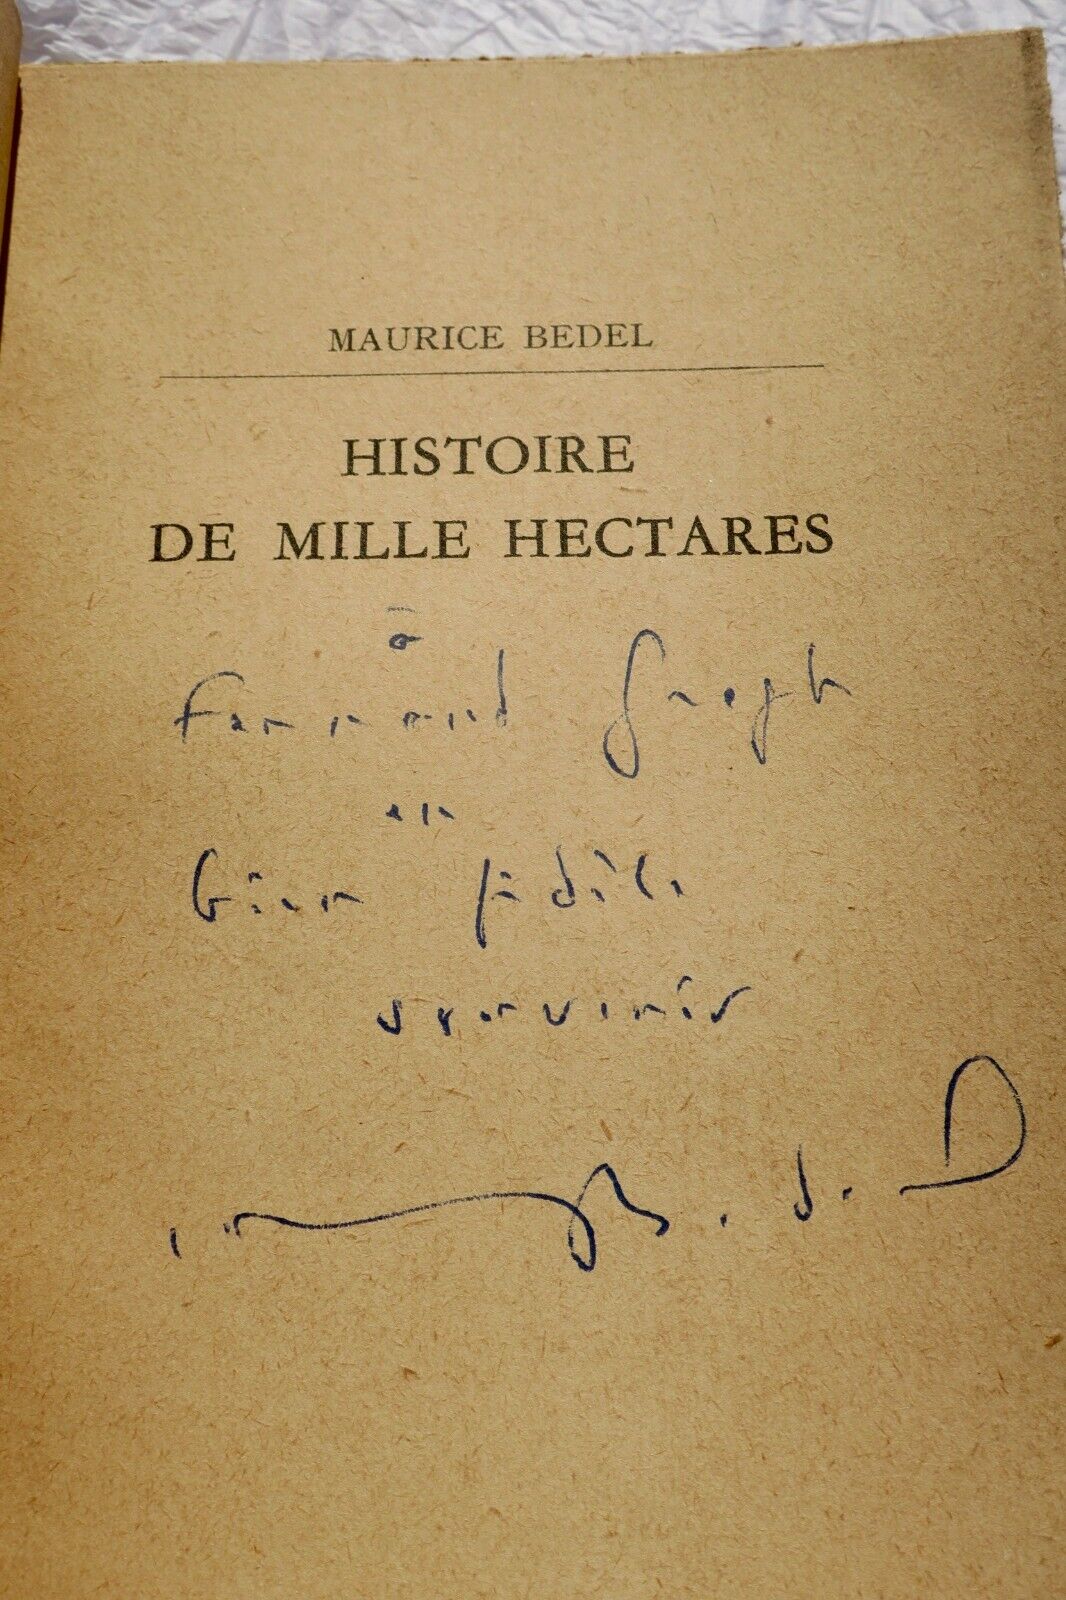 MAURICE BEDEL
HISTOIRE
DE MILLE HECTARES
à
Fernand Gregh
en
bien fidèle
souvenir